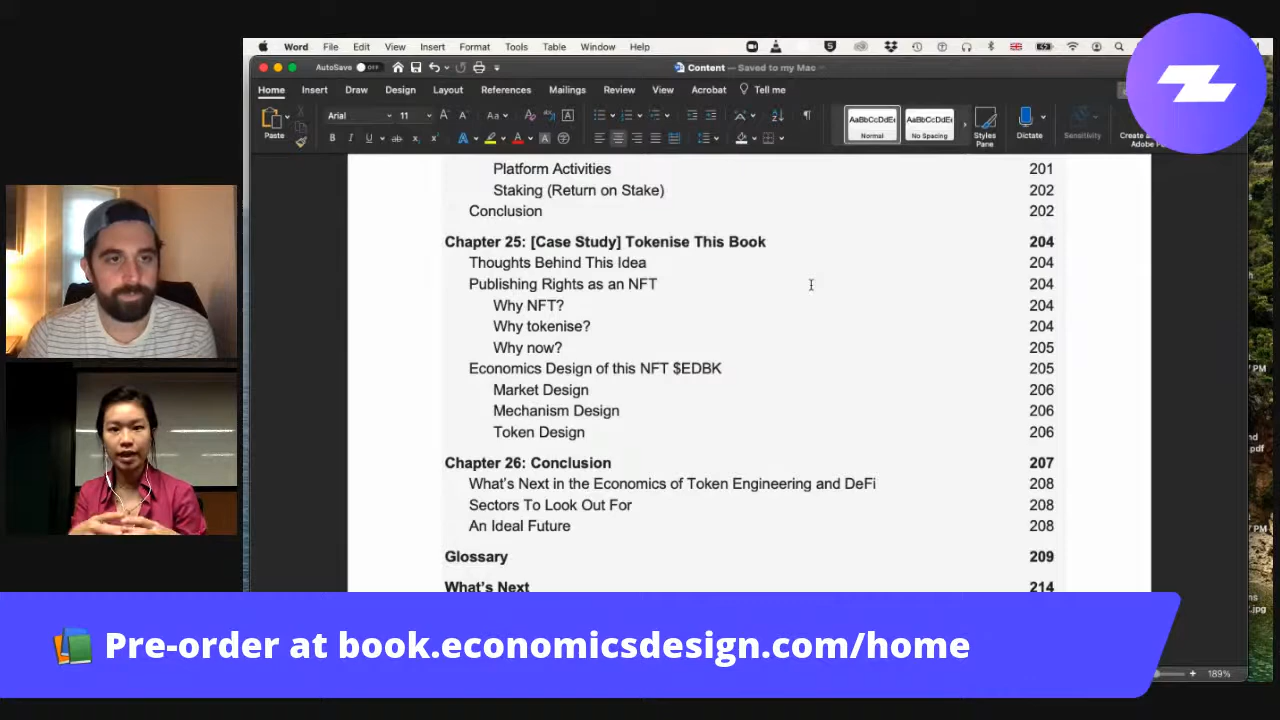 Word File Edit View Insert Format Tools Table Window Help
AutoSave OFF
Content — Saved to my Mac
Home Insert Draw Design Layout References Mailings Review View Acrobat Tell me
Paste
Arial 11
AaBbCcDdEe
Normal
AaBbCcDdEe
No Spacing
Styles Pane
Dictate
Sensitivity
Platform Activities 201
Staking (Return on Stake) 202
Conclusion 202
Chapter 25: [Case Study] Tokenise This Book 204
Thoughts Behind This Idea 204
Publishing Rights as an NFT 204
Why NFT? 204
Why tokenise? 204
Why now? 205
Economics Design of this NFT $EDBK 205
Market Design 206
Mechanism Design 206
Token Design 206
Chapter 26: Conclusion 207
What's Next in the Economics of Token Engineering and DeFi 208
Sectors To Look Out For 208
An Ideal Future 208
Glossary 209
What's Next 214
189%
Pre-order at book.economicsdesign.com/home